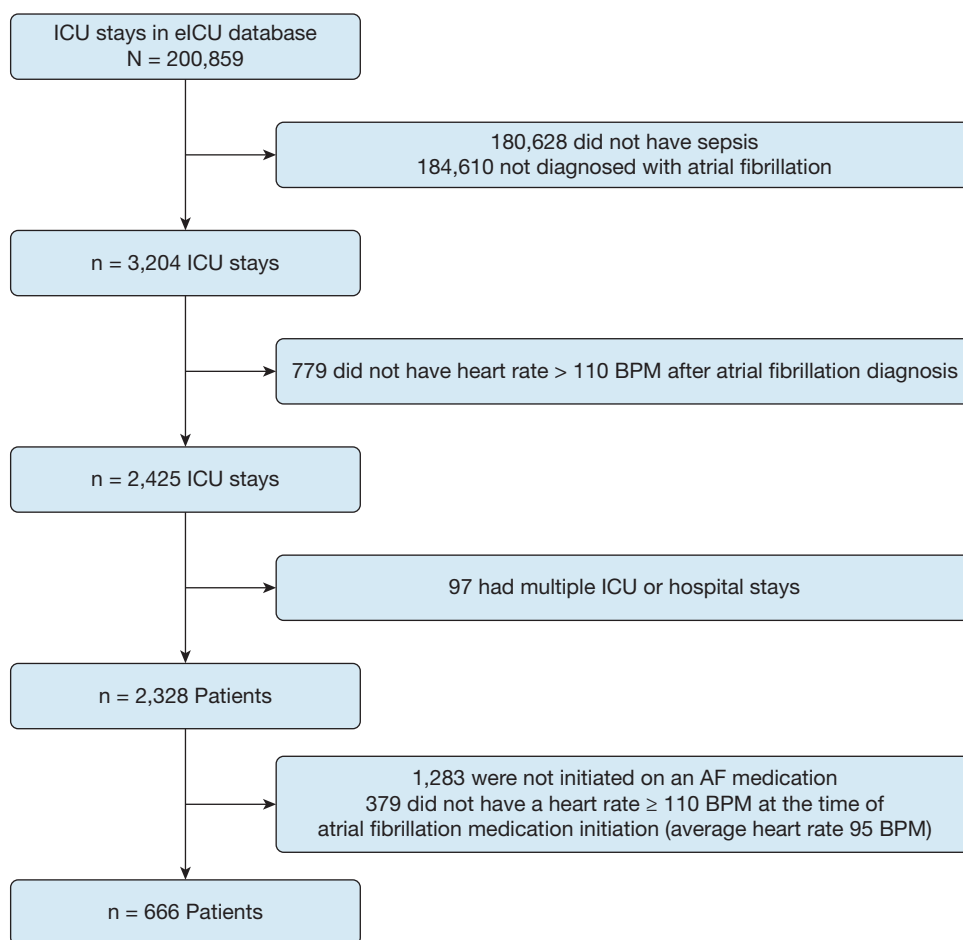 ICU stays in eICU database
N = 200,859
180,628 did not have sepsis
184,610 not diagnosed with atrial fibrillation
n = 3,204 ICU stays
779 did not have heart rate > 110 BPM after atrial fibrillation diagnosis
n = 2,425 ICU stays
97 had multiple ICU or hospital stays
n = 2,328 Patients
1,283 were not initiated on an AF medication
379 did not have a heart rate ≥ 110 BPM at the time of
atrial fibrillation medication initiation (average heart rate 95 BPM)
n = 666 Patients